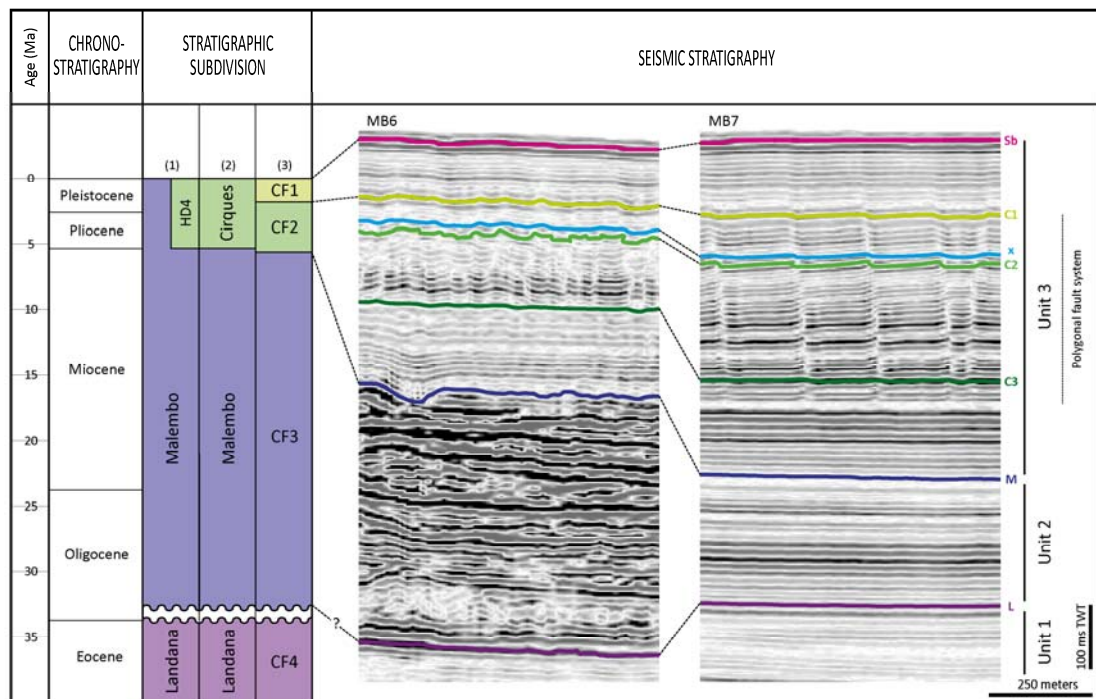 Age (Ma)
CHRONO-
STRATIGRAPHY
STRATIGRAPHIC
SUBDIVISION
SEISMIC STRATIGRAPHY
MB6
MB7
(1)
(2)
(3)
0
5
10
15
20
25
30
35
Pleistocene
Pliocene
Miocene
Oligocene
Eocene
HD4
Cirques
CF1
CF2
Malembo
Malembo
CF3
Landana
Landana
CF4
?
Sb
C1
x
C2
C3
M
L
Unit 3
Polygonal fault system
Unit 2
Unit 1
100 ms TWT
250 meters